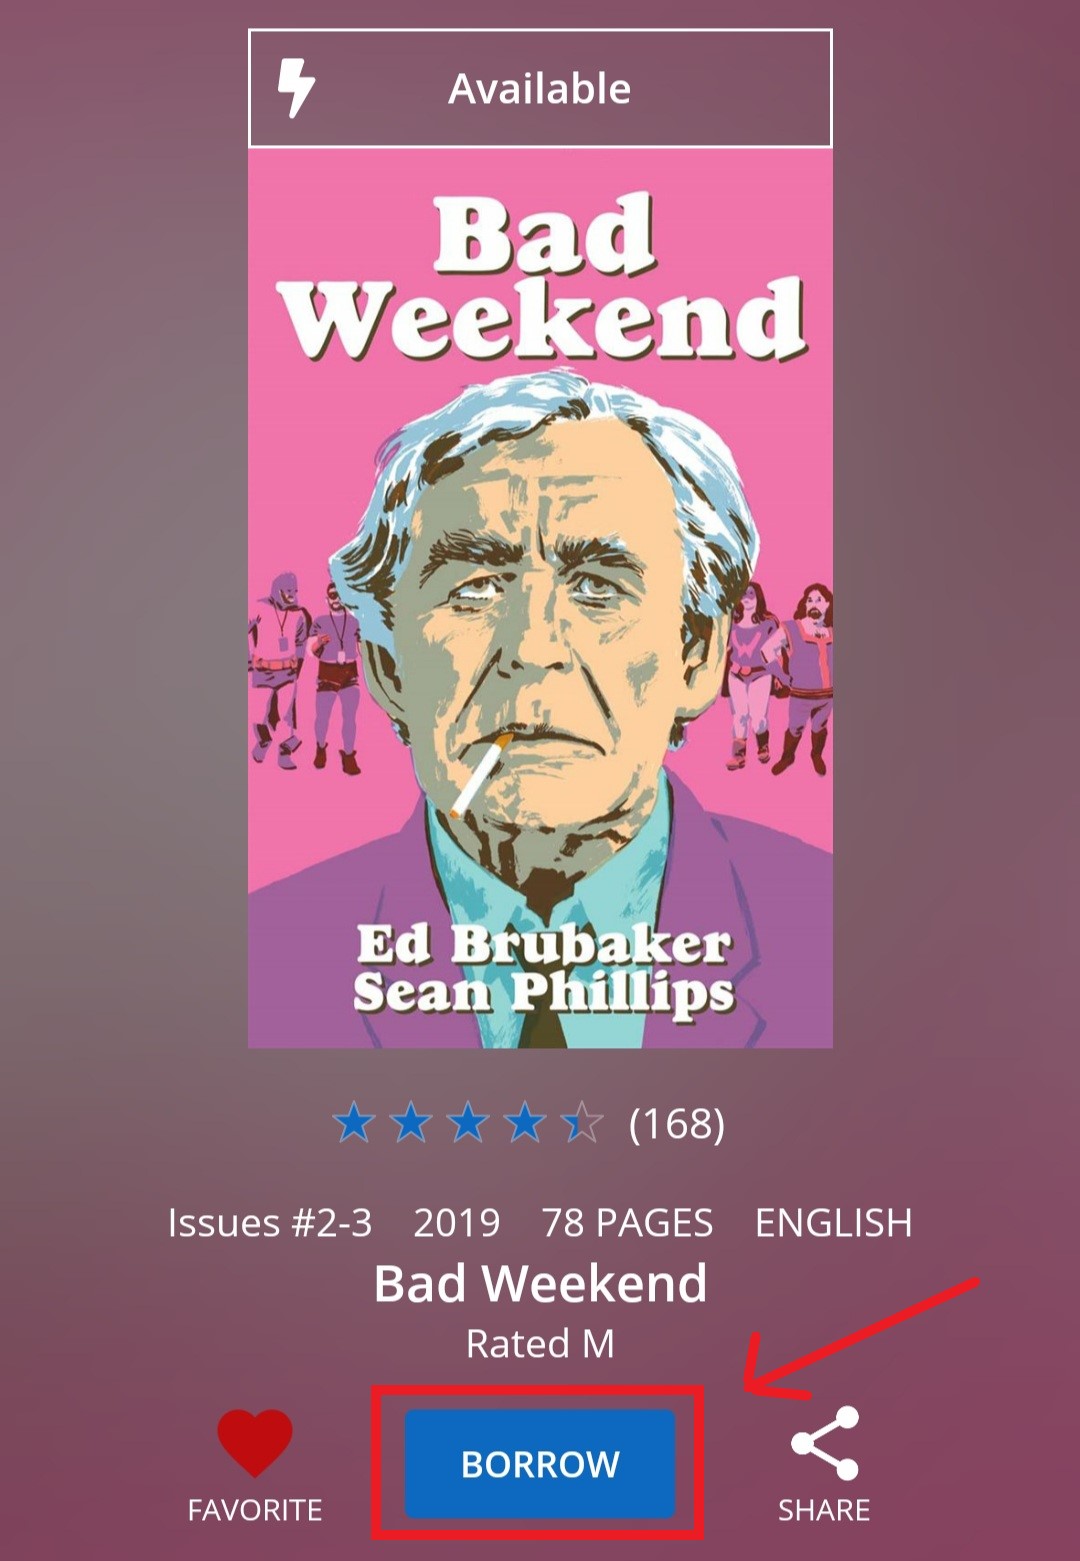 Available
Bad
Weekend
Ed Brubaker
Sean Phillips
(168)
Issues #2-3 2019 78 PAGES ENGLISH
Bad Weekend
Rated M
FAVORITE BORROW SHARE